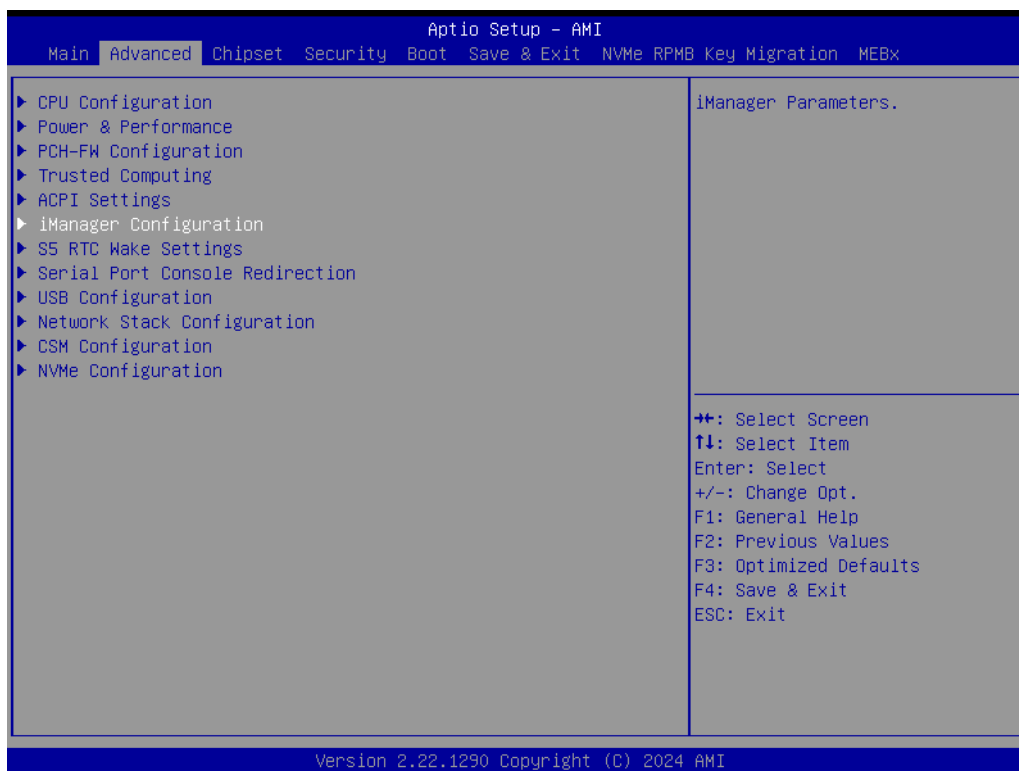 Aptio Setup – AMI
Main Advanced Chipset Security Boot Save & Exit NVMe RPMB Key Migration MEBx
▶ CPU Configuration
▶ Power & Performance
▶ PCH-FW Configuration
▶ Trusted Computing
▶ ACPI Settings
▶ iManager Configuration
▶ S5 RTC Wake Settings
▶ Serial Port Console Redirection
▶ USB Configuration
▶ Network Stack Configuration
▶ CSM Configuration
▶ NVMe Configuration
iManager Parameters.
→←: Select Screen
↑↓: Select Item
Enter: Select
+/-: Change Opt.
F1: General Help
F2: Previous Values
F3: Optimized Defaults
F4: Save & Exit
ESC: Exit
Version 2.22.1290 Copyright (C) 2024 AMI